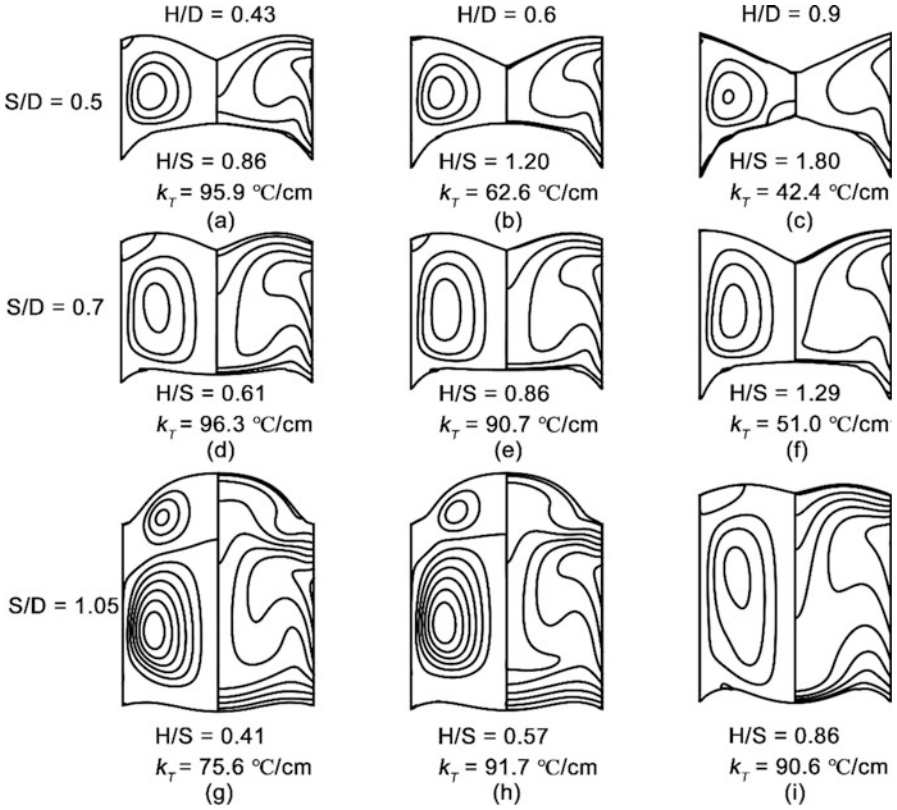 H/D = 0.43 H/D = 0.6 H/D = 0.9
S/D = 0.5
H/S = 0.86 H/S = 1.20 H/S = 1.80
k_T = 95.9 ℃/cm k_T = 62.6 ℃/cm k_T = 42.4 ℃/cm
(a) (b) (c)
S/D = 0.7
H/S = 0.61 H/S = 0.86 H/S = 1.29
k_T = 96.3 ℃/cm k_T = 90.7 ℃/cm k_T = 51.0 ℃/cm
(d) (e) (f)
S/D = 1.05
H/S = 0.41 H/S = 0.57 H/S = 0.86
k_T = 75.6 ℃/cm k_T = 91.7 ℃/cm k_T = 90.6 ℃/cm
(g) (h) (i)